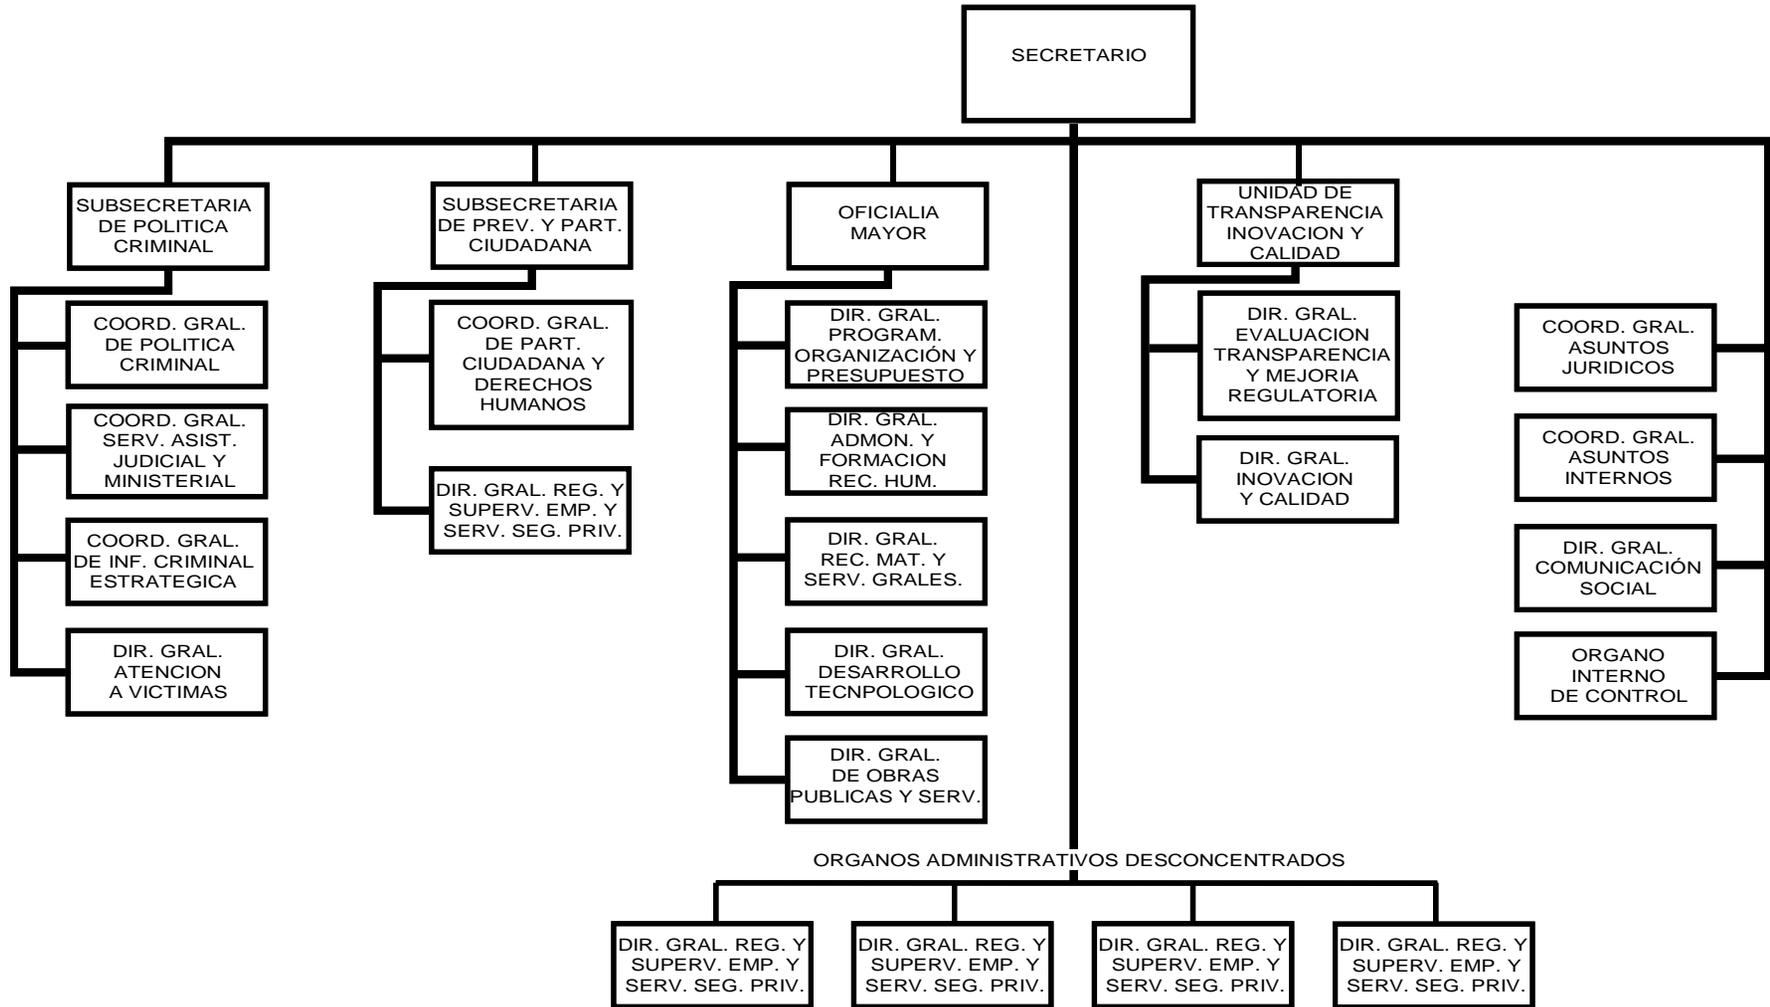 SECRETARIO
SUBSECRETARIA
DE POLITICA
CRIMINAL
COORD. GRAL.
DE POLITICA
CRIMINAL
COORD. GRAL.
SERV. ASIST.
JUDICIAL Y
MINISTERIAL
COORD. GRAL.
DE INF. CRIMINAL
ESTRATEGICA
DIR. GRAL.
ATENCION
A VICTIMAS
SUBSECRETARIA
DE PREV. Y PART.
CIUDADANA
COORD. GRAL.
DE PART.
CIUDADANA Y
DERECHOS
HUMANOS
DIR. GRAL. REG. Y
SUPERV. EMP. Y
SERV. SEG. PRIV.
OFICIALIA
MAYOR
DIR. GRAL.
PROGRAM.
ORGANIZACIÓN Y
PRESUPUESTO
DIR. GRAL.
ADMON. Y
FORMACION
REC. HUM.
DIR. GRAL.
REC. MAT. Y
SERV. GRALES.
DIR. GRAL.
DESARROLLO
TECNPOLOGICO
DIR. GRAL.
DE OBRAS
PUBLICAS Y SERV.
UNIDAD DE
TRANSPARENCIA
INOVACION Y
CALIDAD
DIR. GRAL.
EVALUACION
TRANSPARENCIA
Y MEJORIA
REGULATORIA
DIR. GRAL.
INOVACION
Y CALIDAD
COORD. GRAL.
ASUNTOS
JURIDICOS
COORD. GRAL.
ASUNTOS
INTERNOS
DIR. GRAL.
COMUNICACIÓN
SOCIAL
ORGANO
INTERNO
DE CONTROL
ORGANOS ADMINISTRATIVOS DESCONCENTRADOS
DIR. GRAL. REG. Y
SUPERV. EMP. Y
SERV. SEG. PRIV.
DIR. GRAL. REG. Y
SUPERV. EMP. Y
SERV. SEG. PRIV.
DIR. GRAL. REG. Y
SUPERV. EMP. Y
SERV. SEG. PRIV.
DIR. GRAL. REG. Y
SUPERV. EMP. Y
SERV. SEG. PRIV.